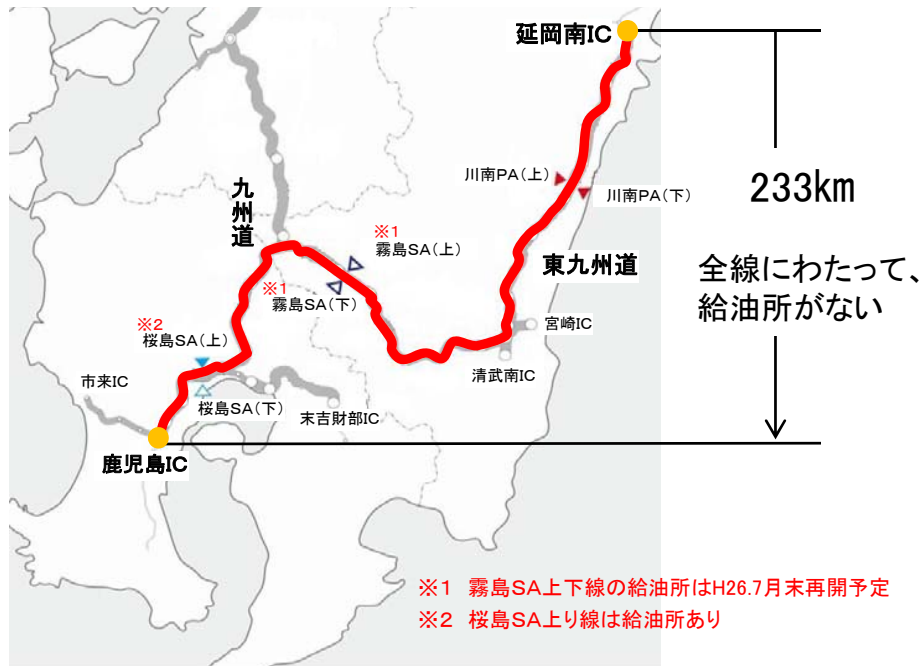 延岡南IC
川南PA(上)
川南PA(下)
233km
九州道
※1
霧島SA(上)
東九州道
全線にわたって、
給油所がない
※1
霧島SA(下)
※2
桜島SA(上)
宮崎IC
清武南IC
市来IC
桜島SA(下)
末吉財部IC
鹿児島IC
※1 霧島SA上下線の給油所はH26.7月末再開予定
※2 桜島SA上り線は給油所あり